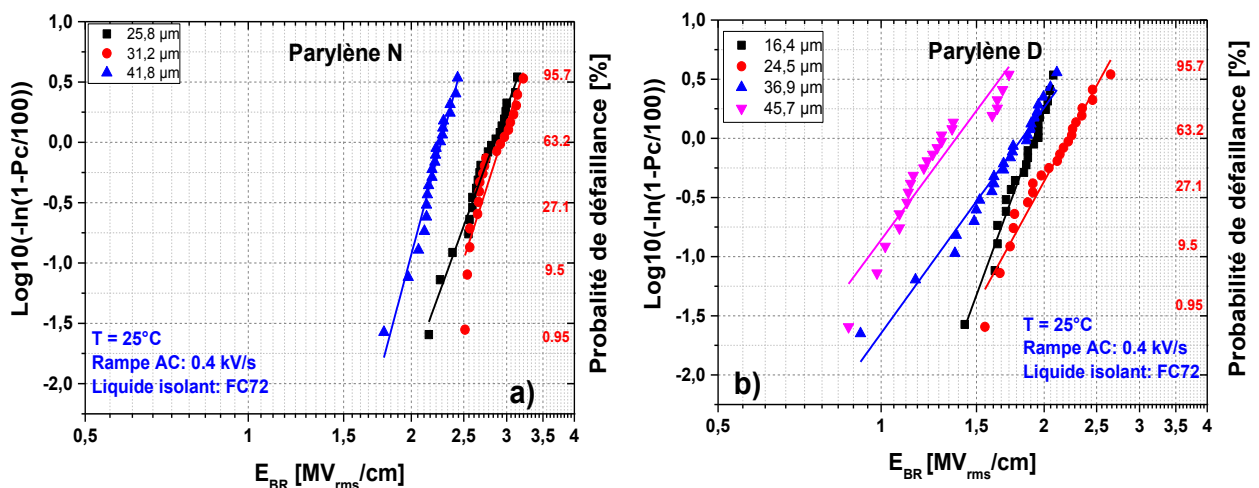 Parylène N
25,8 µm
31,2 µm
41,8 µm
Log10(-ln(1-Pc/100))
1,0
0,5
0,0
-0,5
-1,0
-1,5
-2,0
95.7
63.2
27.1
9.5
0.95
Probalité de défaillance [%]
T = 25°C
Rampe AC: 0.4 kV/s
Liquide isolant: FC72
a)
0,5
1
1,5
2
2,5
3
3,5
4
E_BR [MV_rms/cm]
Parylène D
16,4 µm
24,5 µm
36,9 µm
45,7 µm
Log10(-ln(1-Pc/100))
1,0
0,5
0,0
-0,5
-1,0
-1,5
-2,0
95.7
63.2
27.1
9.5
0.95
Probabilité de défaillance [%]
T = 25°C
Rampe AC: 0.4 kV/s
Liquide isolant: FC72
b)
0,5
1
1,5
2
2,5
3
3,5
4
E_BR [MV_rms/cm]